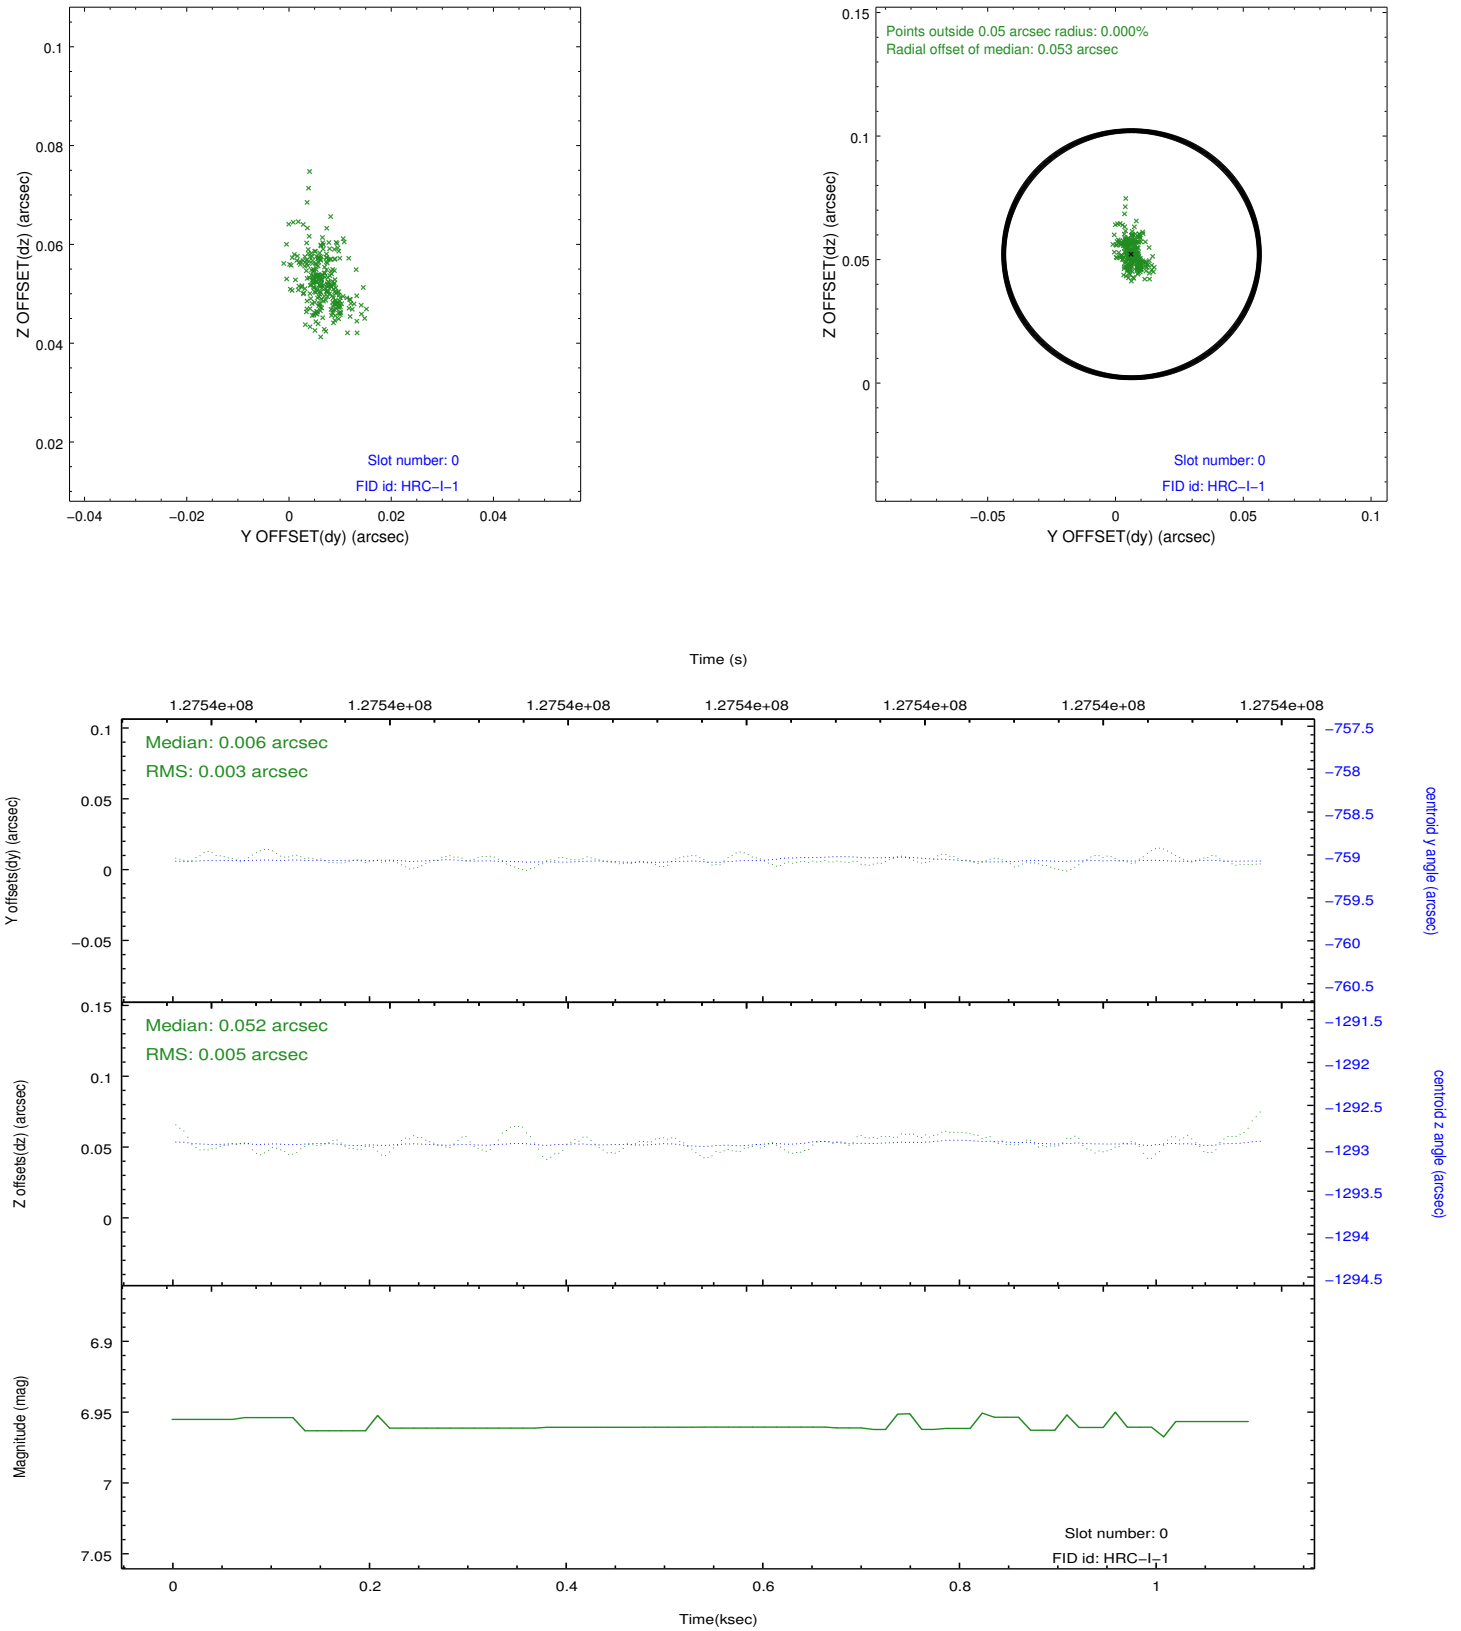 0.1
0.08
0.06
0.04
0.02
Z OFFSET(dz) (arcsec)
Slot number: 0
FID id: HRC−I−1
−0.04
−0.02
0
0.02
0.04
Y OFFSET(dy) (arcsec)
0.15
0.1
0.05
0
Z OFFSET(dz) (arcsec)
Points outside 0.05 arcsec radius: 0.000%
Radial offset of median: 0.053 arcsec
Slot number: 0
FID id: HRC−I−1
−0.05
0
0.05
0.1
Y OFFSET(dy) (arcsec)
Time (s)
1.2754e+08
1.2754e+08
1.2754e+08
1.2754e+08
1.2754e+08
1.2754e+08
1.2754e+08
0.1
0.05
0
−0.05
Y offsets(dy) (arcsec)
Median: 0.006 arcsec
RMS: 0.003 arcsec
−757.5
−758
−758.5
−759
−759.5
−760
−760.5
centroid y angle (arcsec)
0.15
0.1
0.05
0
Z offsets(dz) (arcsec)
Median: 0.052 arcsec
RMS: 0.005 arcsec
−1291.5
−1292
−1292.5
−1293
−1293.5
−1294
−1294.5
centroid z angle (arcsec)
6.9
6.95
7
7.05
Magnitude (mag)
Slot number: 0
FID id: HRC−I−1
0
0.2
0.4
0.6
0.8
1
Time(ksec)